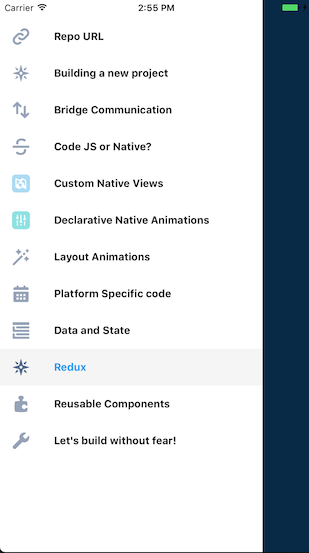 Carrier 2:55 PM
Repo URL
Building a new project
Bridge Communication
Code JS or Native?
Custom Native Views
Declarative Native Animations
Layout Animations
Platform Specific code
Data and State
Redux
Reusable Components
Let's build without fear!